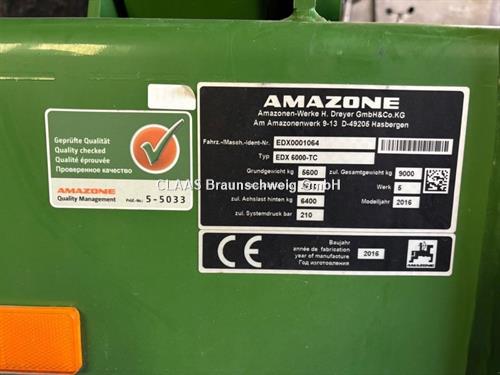 Geprüfte Qualität
Quality checked
Qualité éprouvée
Проверенное качество
AMAZONE
Quality Management
Prüf.-Nr.: 5-5033
AMAZONE
Amazonen-Werke H. Dreyer GmbH&Co.KG
Am Amazonenwerk 9-13 D-49205 Hasbergen
Fahrz.-Masch.-Ident-Nr. EDX0001064
Typ EDX 6000-TC
Grundgewicht kg 5600 zul. Gesamtgewicht kg 9000
Werk 5
zul. Achslast hinten kg 6400 Modelljahr 2016
zul. Systemdruck bar 210
CLAAS Braunschweig GmbH
CE
Baujahr
année de fabrication
year of manufacture
Год изготовления
2016
AMAZONE